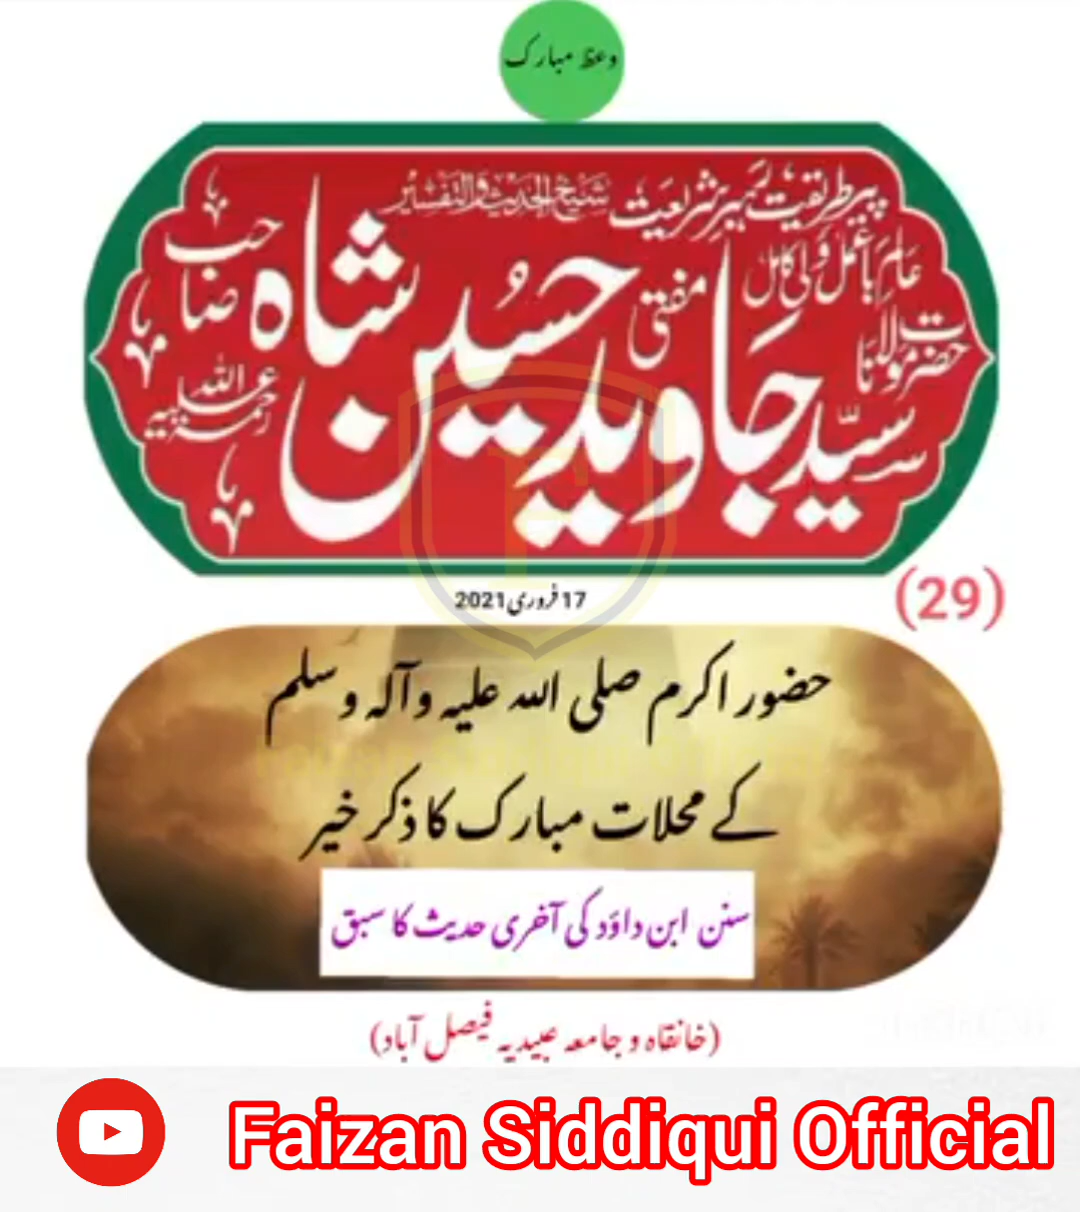 وعظ مبارک
پیر طریقت رہبر شریعت شیخ الحدیث والتفسیر
عالم باعمل ولی کامل
حضرت مولانا مفتی
سید جاوید حسین شاہ صاحب
رحمۃ اللہ علیہ
17 فروری 2021
(29)
حضور اکرم صلی اللہ علیہ وآلہ وسلم
کے محلات مبارک کا ذکر خیر
سنن ابن داؤد کی آخری حدیث کا سبق
(خانقاہ و جامعہ عبیدیہ فیصل آباد)
Faizan Siddiqui Official